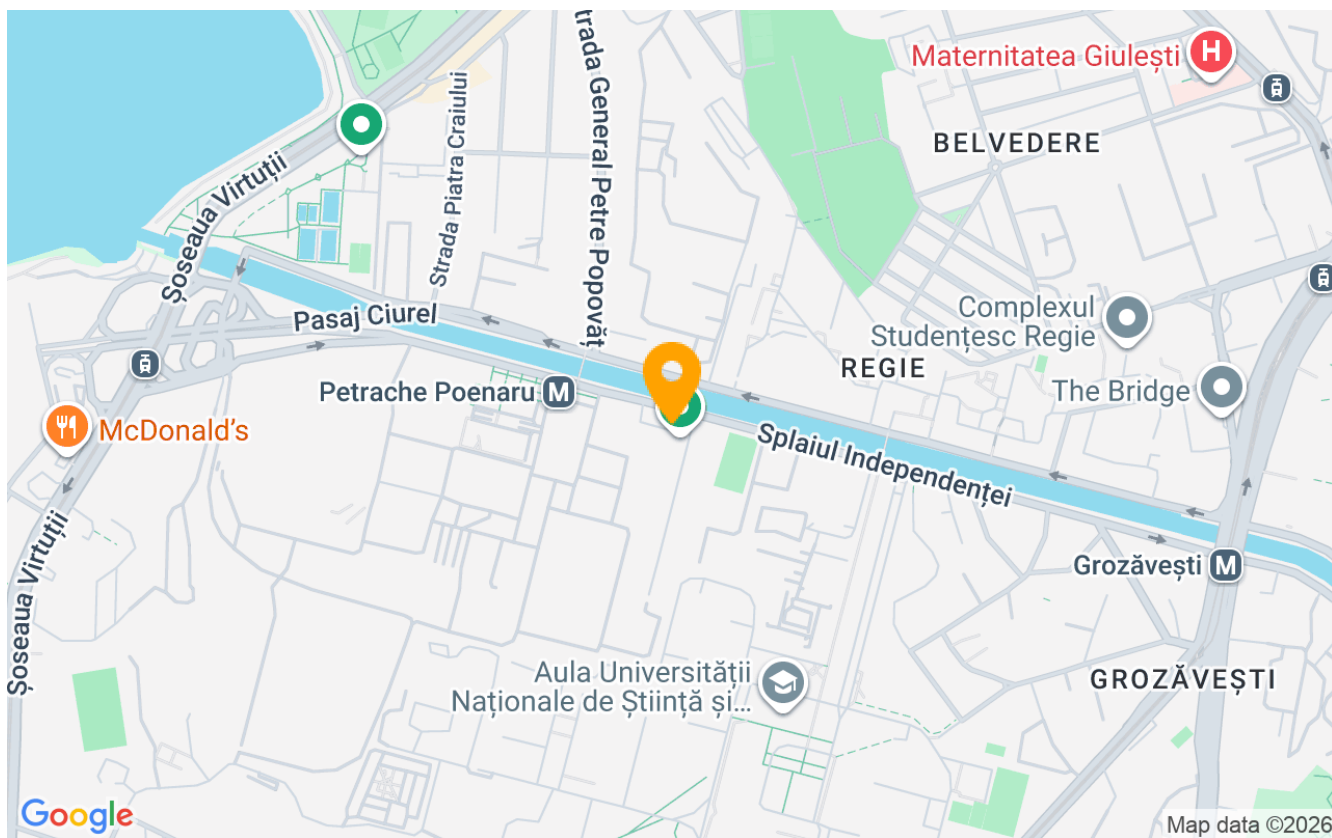 trada General Petre Popovăț
Maternitatea Giulești
H
BELVEDERE
Strada Piatra Craiului
Șoseaua Virtuții
Complexul
Studențesc Regie
Pasaj Ciurel
REGIE
Petrache Poenaru
M
The Bridge
McDonald's
Splaiul Independenței
Șoseaua Virtuții
Grozăvești
M
Aula Universității
Naționale de Știință și...
GROZĂVEȘTI
Google
Map data ©2026